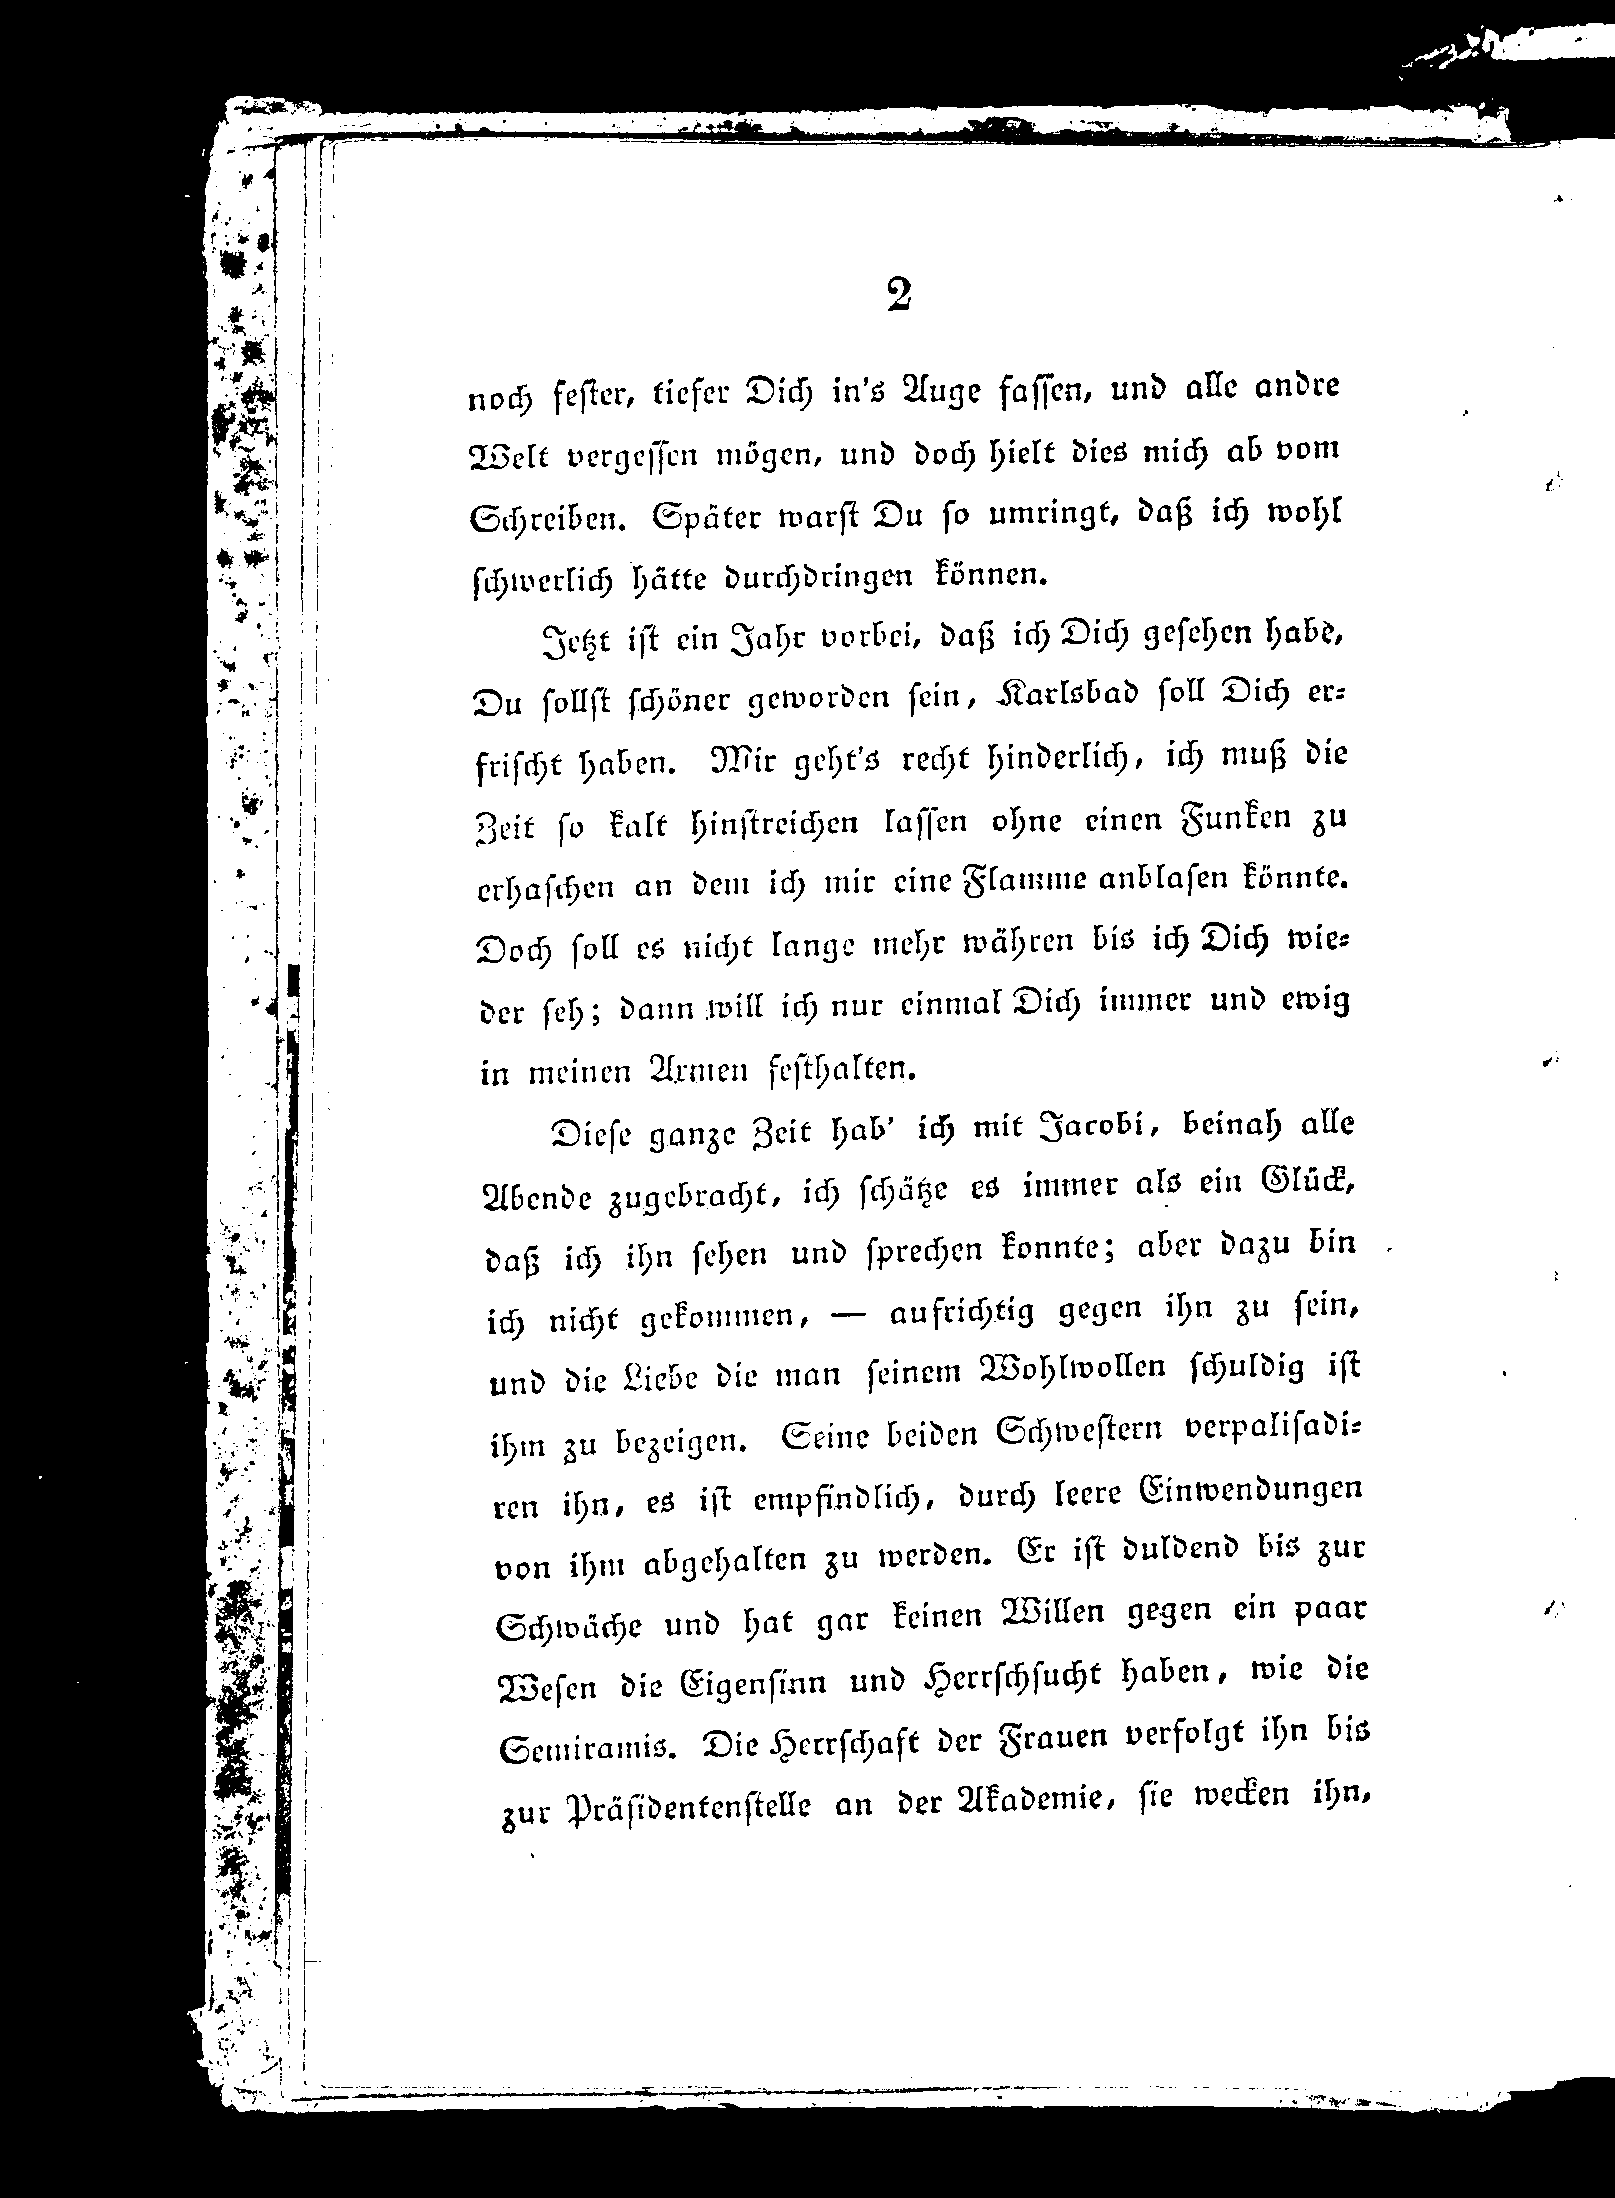 2
noch fester, tiefer Dich in's Auge fassen, und alle andre
Welt vergessen mögen, und doch hielt dies mich ab vom
Schreiben. Später warst Du so umringt, daß ich wohl
schwerlich hätte durchdringen können.
Jetzt ist ein Jahr vorbei, daß ich Dich gesehen habe,
Du sollst schöner geworden sein, Karlsbad soll Dich er-
frischt haben. Mir geht's recht hinderlich, ich muß die
Zeit so kalt hinstreichen lassen ohne einen Funken zu
erhaschen an dem ich mir eine Flamme anblasen könnte.
Doch soll es nicht lange mehr währen bis ich Dich wie-
der seh; dann will ich nur einmal Dich immer und ewig
in meinen Armen festhalten.
Diese ganze Zeit hab' ich mit Jacobi, beinah alle
Abende zugebracht, ich schätze es immer als ein Glück,
daß ich ihn sehen und sprechen konnte; aber dazu bin
ich nicht gekommen, — aufrichtig gegen ihn zu sein,
und die Liebe die man seinem Wohlwollen schuldig ist
ihm zu bezeigen. Seine beiden Schwestern verpalisadi-
ren ihn, es ist empfindlich, durch leere Einwendungen
von ihm abgehalten zu werden. Er ist duldend bis zur
Schwäche und hat gar keinen Willen gegen ein paar
Wesen die Eigensinn und Herrschsucht haben, wie die
Semiramis. Die Herrschaft der Frauen verfolgt ihn bis
zur Präsidentenstelle an der Akademie, sie wecken ihn,